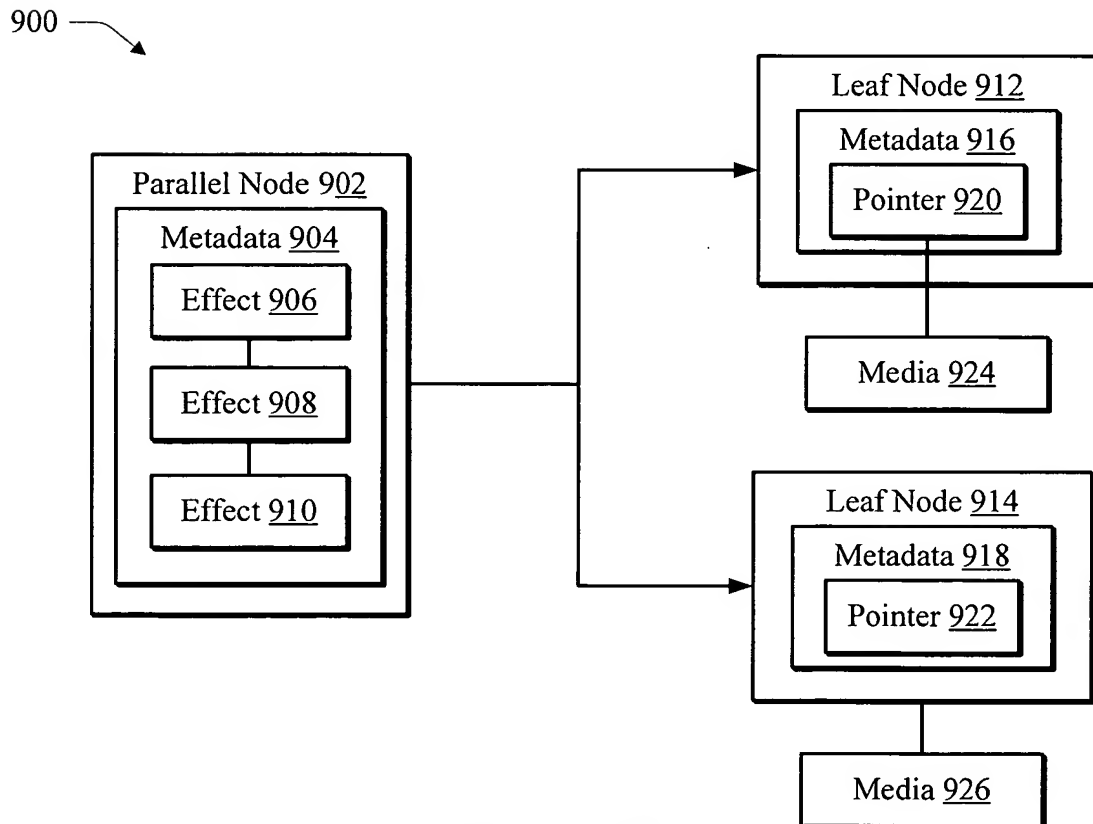 900
Parallel Node 902
Metadata 904
Effect 906
Effect 908
Effect 910
Leaf Node 912
Metadata 916
Pointer 920
Media 924
Leaf Node 914
Metadata 918
Pointer 922
Media 926